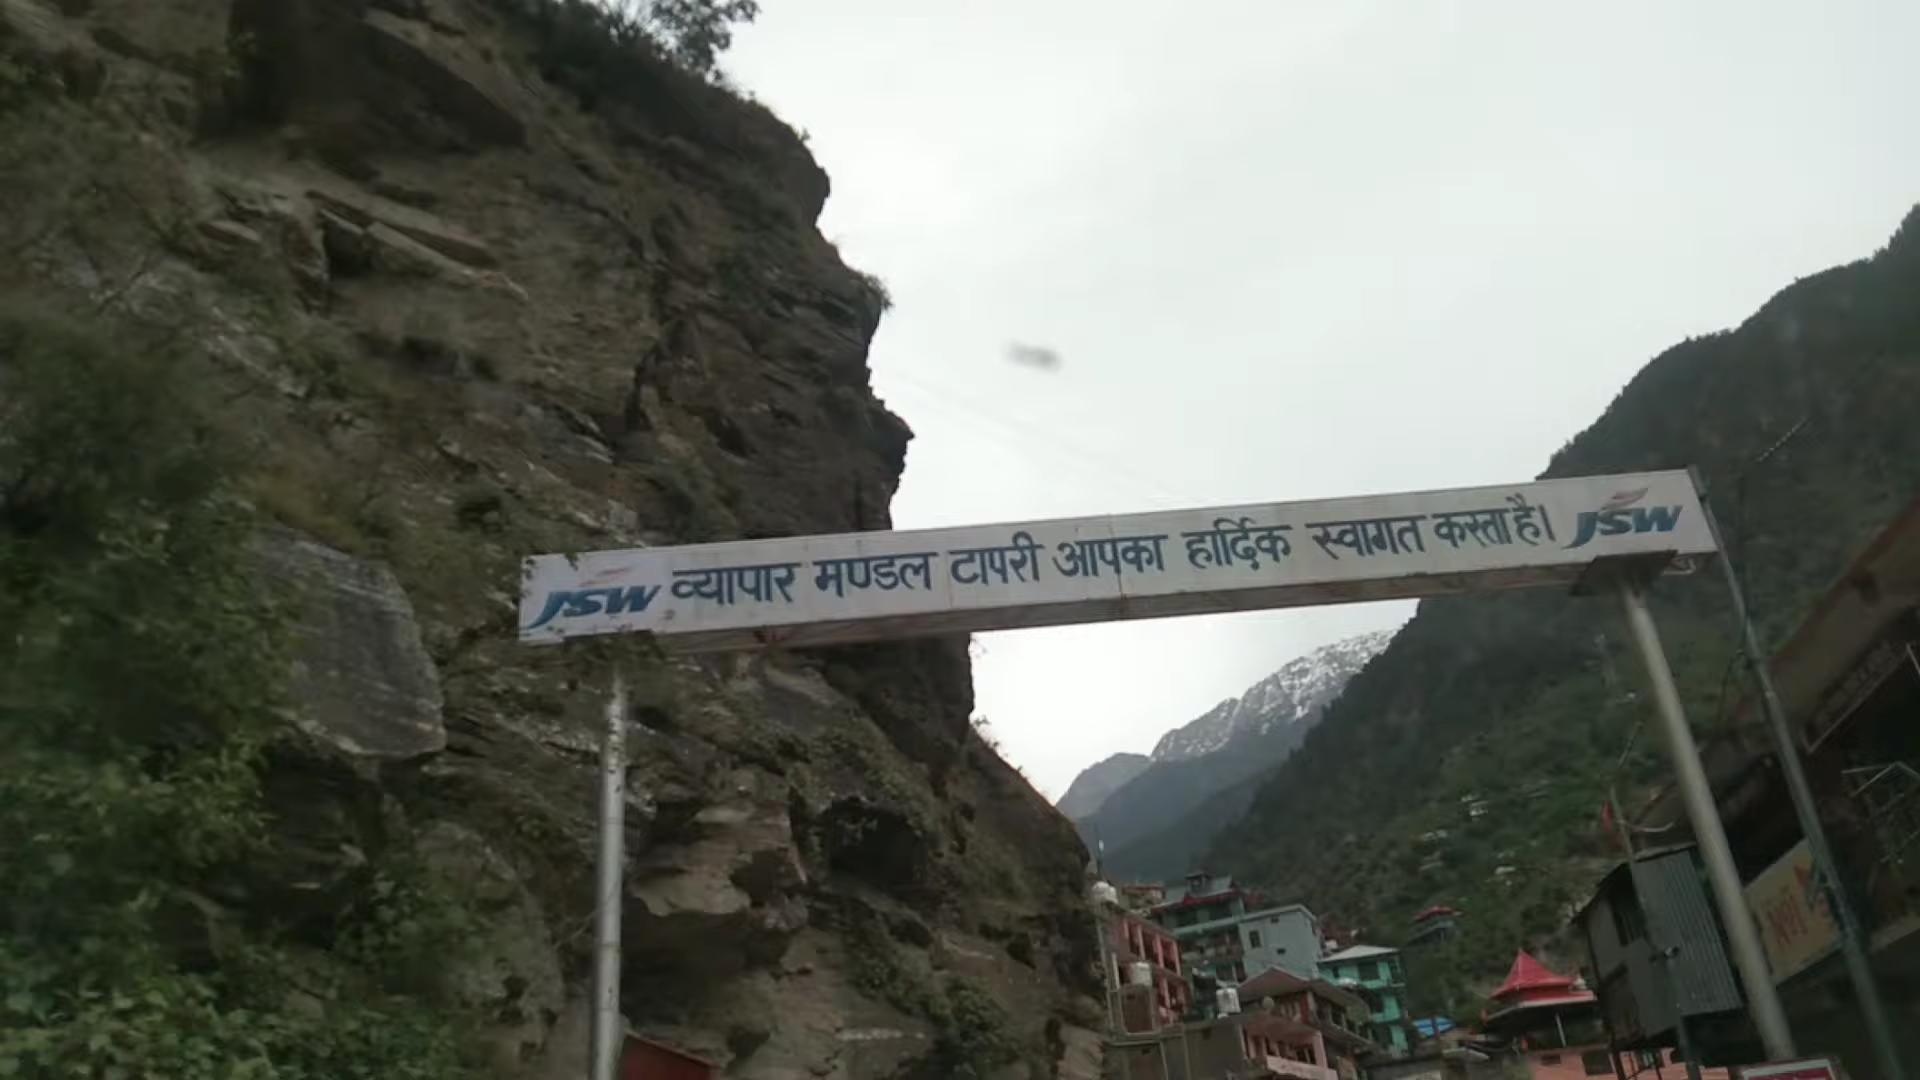 JSW व्यापार मण्डल टापरी आपका हार्दिक स्वागत करता है। JSW